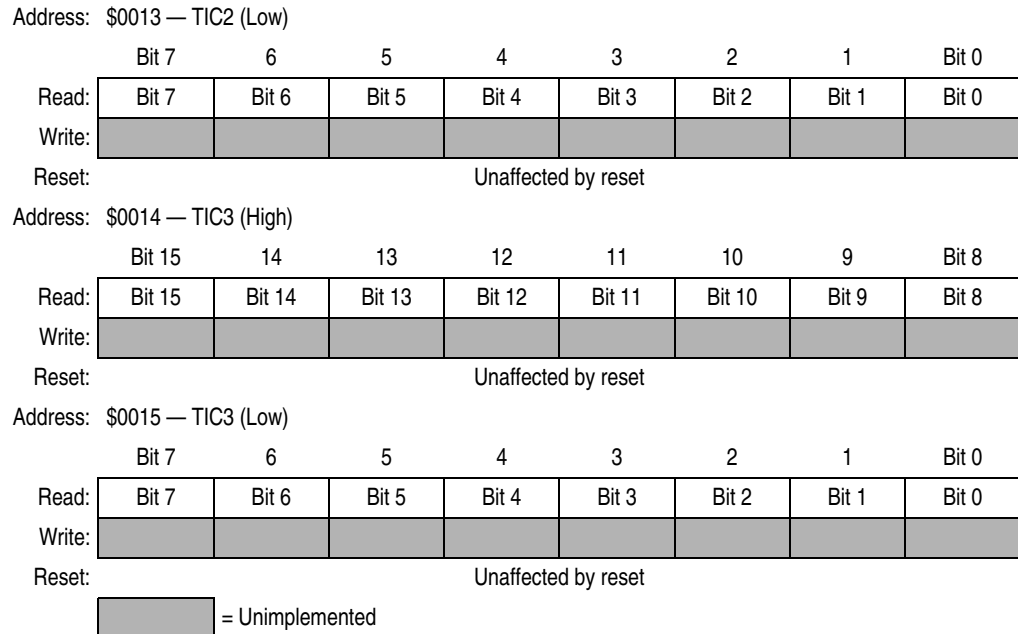 Address: $0013 — TIC2 (Low)
Bit 7 6 5 4 3 2 1 Bit 0
Read: Bit 7 Bit 6 Bit 5 Bit 4 Bit 3 Bit 2 Bit 1 Bit 0
Write:
Reset: Unaffected by reset
Address: $0014 — TIC3 (High)
Bit 15 14 13 12 11 10 9 Bit 8
Read: Bit 15 Bit 14 Bit 13 Bit 12 Bit 11 Bit 10 Bit 9 Bit 8
Write:
Reset: Unaffected by reset
Address: $0015 — TIC3 (Low)
Bit 7 6 5 4 3 2 1 Bit 0
Read: Bit 7 Bit 6 Bit 5 Bit 4 Bit 3 Bit 2 Bit 1 Bit 0
Write:
Reset: Unaffected by reset
= Unimplemented